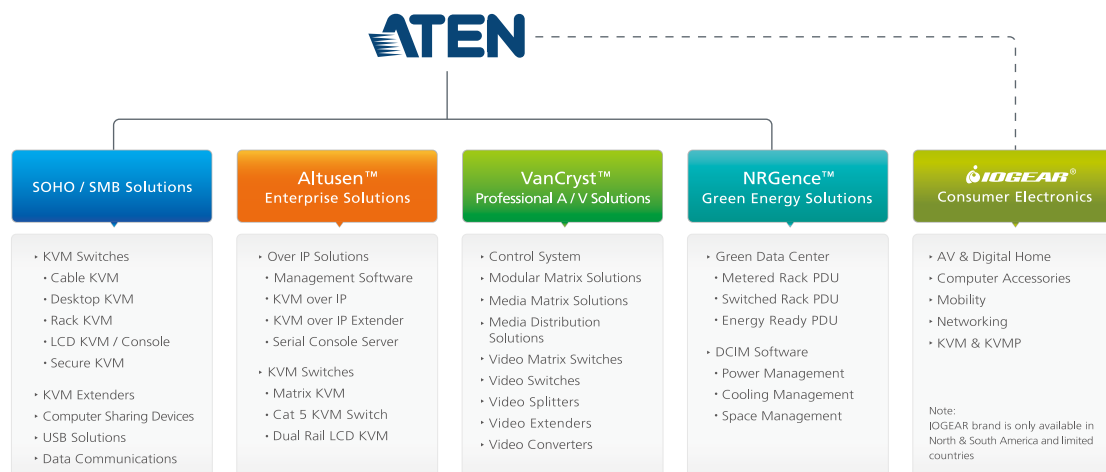 ATEN
SOHO / SMB Solutions
‣ KVM Switches
• Cable KVM
• Desktop KVM
• Rack KVM
• LCD KVM / Console
• Secure KVM
‣ KVM Extenders
‣ Computer Sharing Devices
‣ USB Solutions
‣ Data Communications
Altusen™
Enterprise Solutions
‣ Over IP Solutions
• Management Software
• KVM over IP
• KVM over IP Extender
• Serial Console Server
‣ KVM Switches
• Matrix KVM
• Cat 5 KVM Switch
• Dual Rail LCD KVM
VanCryst™
Professional A / V Solutions
‣ Control System
‣ Modular Matrix Solutions
‣ Media Matrix Solutions
‣ Media Distribution
Solutions
‣ Video Matrix Switches
‣ Video Switches
‣ Video Splitters
‣ Video Extenders
‣ Video Converters
NRGence™
Green Energy Solutions
‣ Green Data Center
• Metered Rack PDU
• Switched Rack PDU
• Energy Ready PDU
‣ DCIM Software
• Power Management
• Cooling Management
• Space Management
IOGEAR®
Consumer Electronics
‣ AV & Digital Home
‣ Computer Accessories
‣ Mobility
‣ Networking
‣ KVM & KVMP
Note:
IOGEAR brand is only available in
North & South America and limited
countries